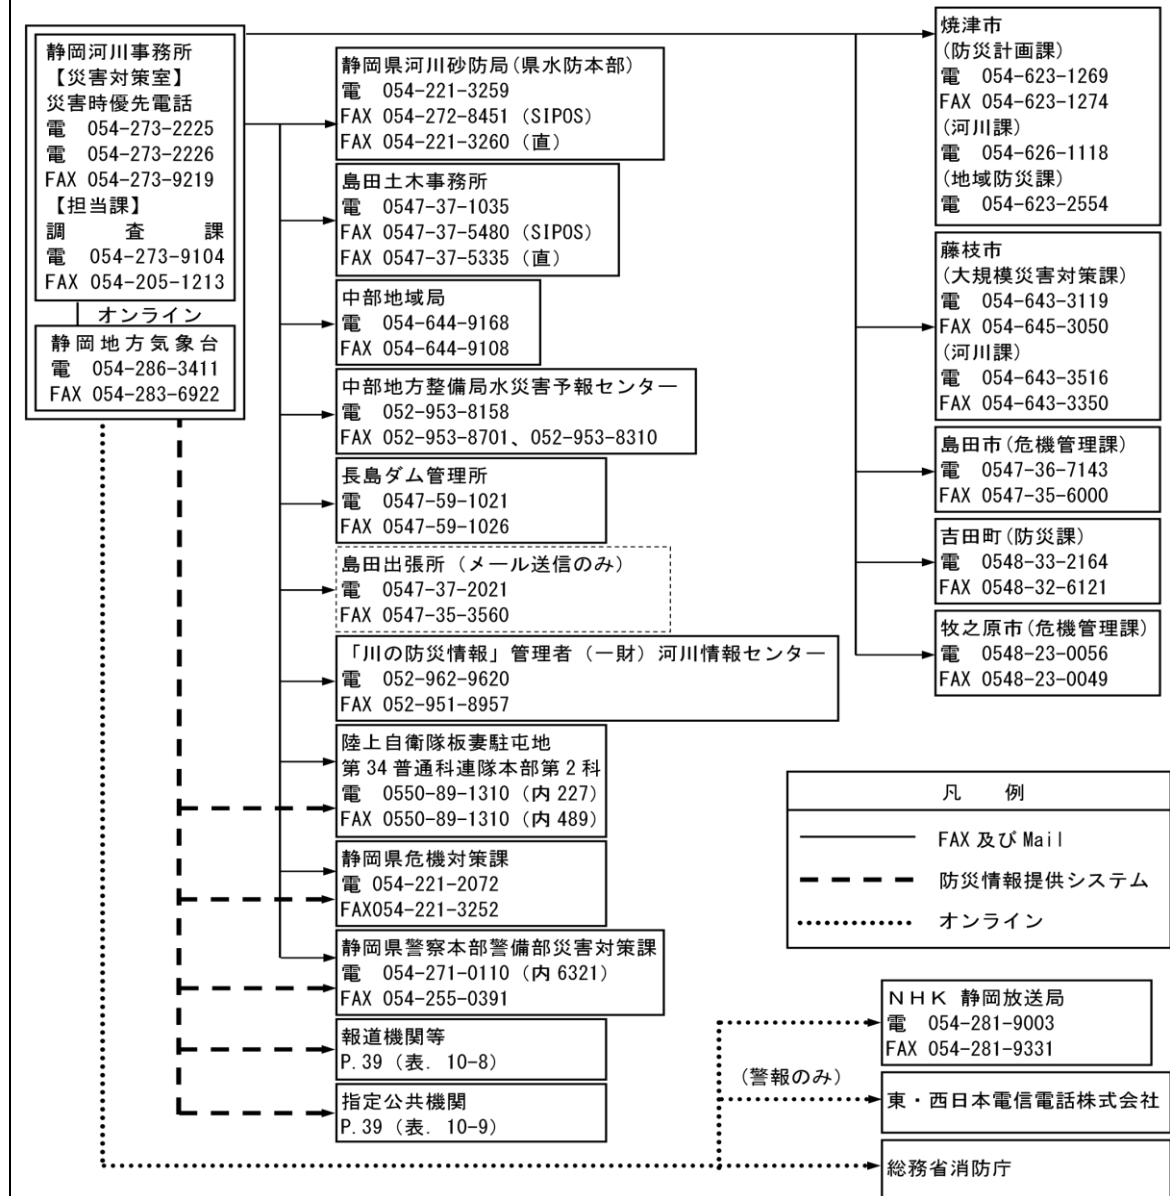 静岡河川事務所
【災害対策室】
災害時優先電話
電 054-273-2225
電 054-273-2226
FAX 054-273-9219
【担当課】
調 査 課
電 054-273-9104
FAX 054-205-1213
オンライン
静岡地方気象台
電 054-286-3411
FAX 054-283-6922
静岡県河川砂防局(県水防本部)
電 054-221-3259
FAX 054-272-8451 (SIPOS)
FAX 054-221-3260 (直)
島田土木事務所
電 0547-37-1035
FAX 0547-37-5480 (SIPOS)
FAX 0547-37-5335 (直)
中部地域局
電 054-644-9168
FAX 054-644-9108
中部地方整備局水災害予報センター
電 052-953-8158
FAX 052-953-8701、052-953-8310
長島ダム管理所
電 0547-59-1021
FAX 0547-59-1026
島田出張所（メール送信のみ）
電 0547-37-2021
FAX 0547-35-3560
「川の防災情報」管理者（一財）河川情報センター
電 052-962-9620
FAX 052-951-8957
陸上自衛隊板妻駐屯地
第34普通科連隊本部第2科
電 0550-89-1310（内227）
FAX 0550-89-1310（内489）
静岡県危機対策課
電 054-221-2072
FAX054-221-3252
静岡県警察本部警備部災害対策課
電 054-271-0110（内6321）
FAX 054-255-0391
報道機関等
P.39（表．10-8）
指定公共機関
P.39（表．10-9）
焼津市
(防災計画課)
電 054-623-1269
FAX 054-623-1274
(河川課)
電 054-626-1118
(地域防災課)
電 054-623-2554
藤枝市
(大規模災害対策課)
電 054-643-3119
FAX 054-645-3050
(河川課)
電 054-643-3516
FAX 054-643-3350
島田市(危機管理課)
電 0547-36-7143
FAX 0547-35-6000
吉田町(防災課)
電 0548-33-2164
FAX 0548-32-6121
牧之原市(危機管理課)
電 0548-23-0056
FAX 0548-23-0049
凡 例
FAX 及び Mail
防災情報提供システム
オンライン
(警報のみ)
ＮＨＫ 静岡放送局
電 054-281-9003
FAX 054-281-9331
東・西日本電信電話株式会社
総務省消防庁